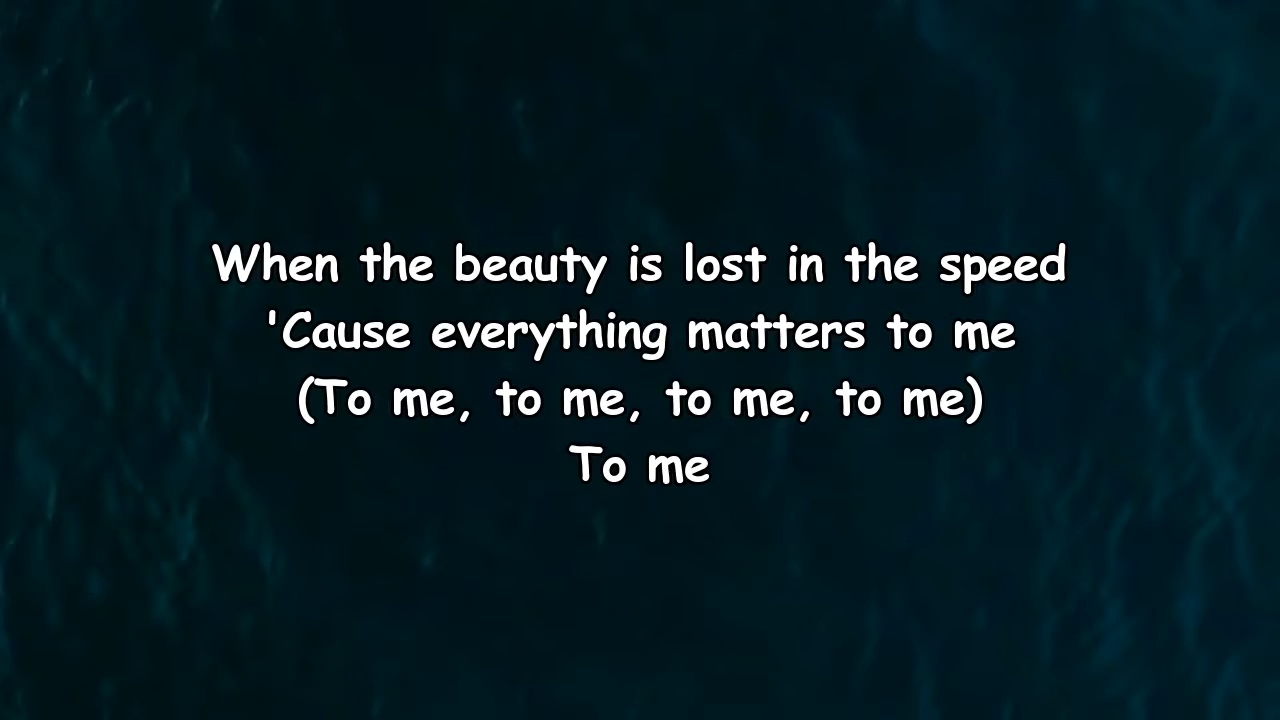 When the beauty is lost in the speed
'Cause everything matters to me
(To me, to me, to me, to me)
To me